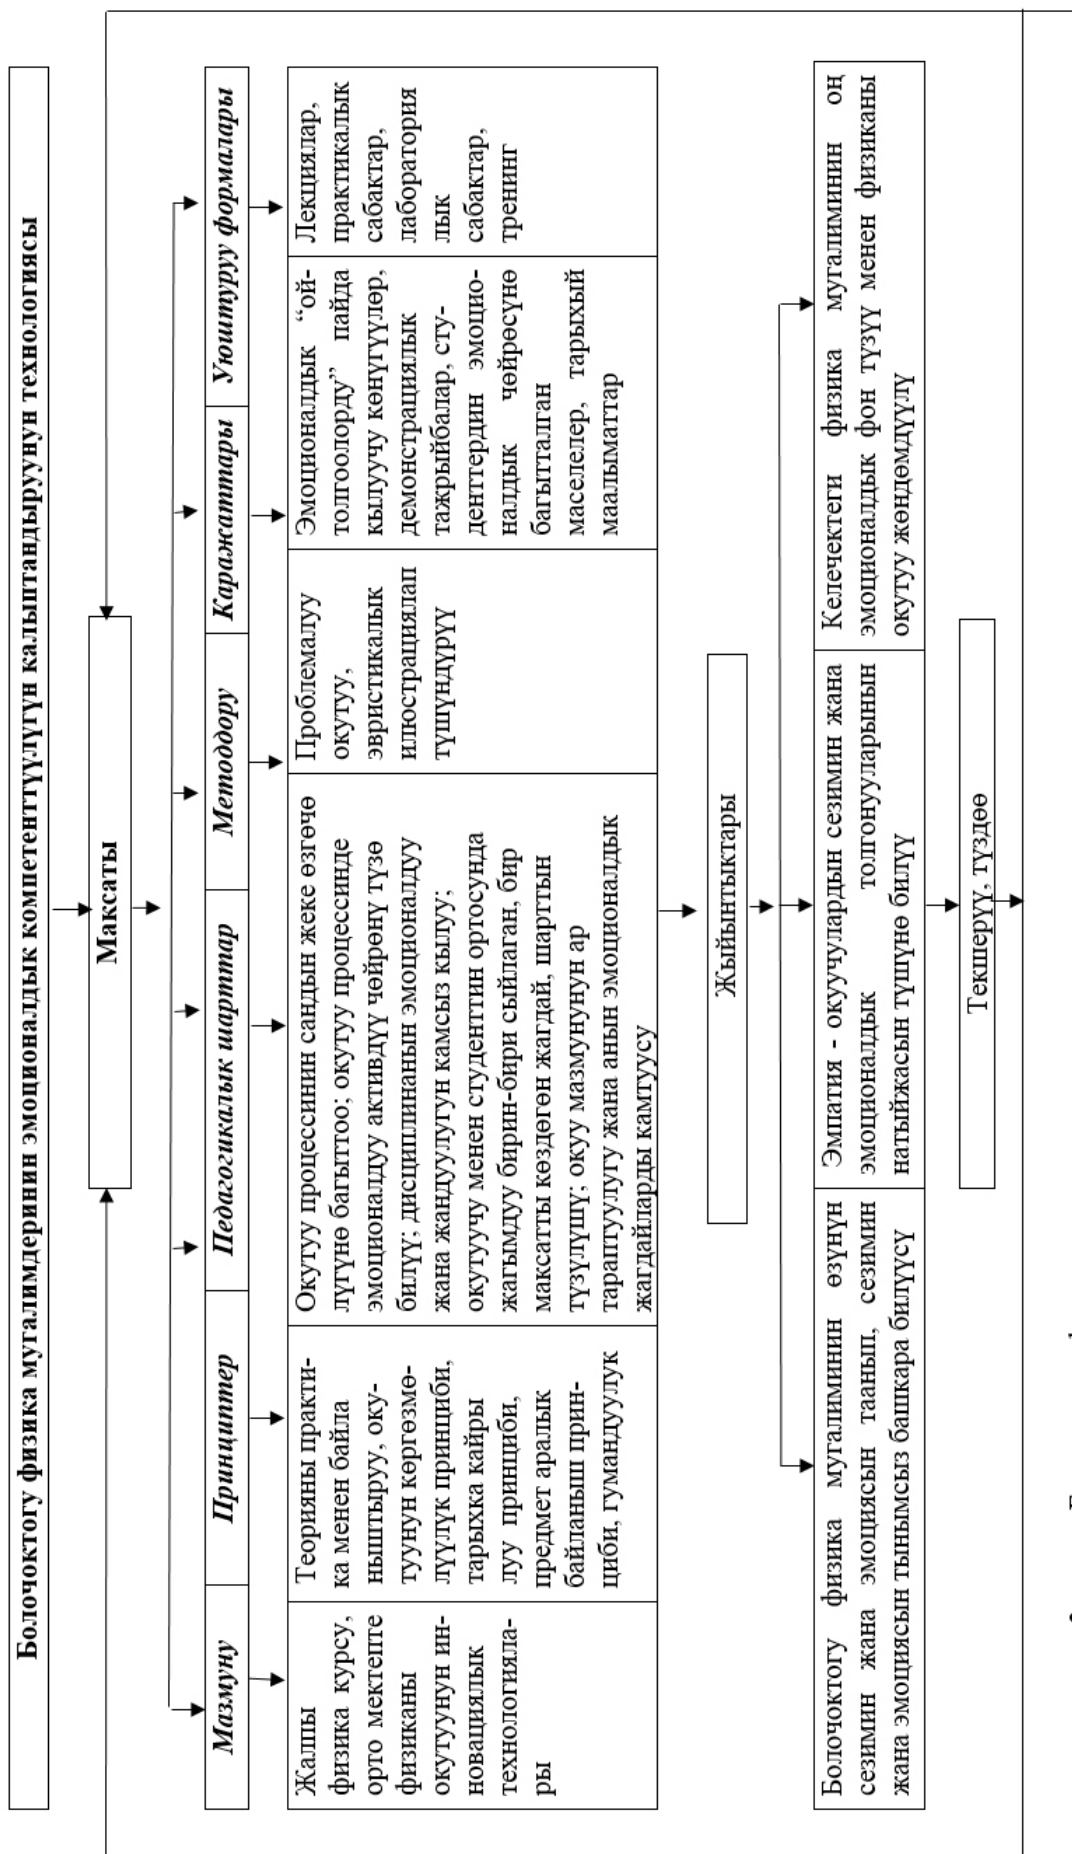 Болочоктогу физика мугалимдеринин эмоционалдык компетенттүүлүгүн калыптандыруунун технологиясы
Максаты
Мазмуну
Принциптер
Педагогикалык шарттар
Методдору
Каражаттары
Уюштуруу формалары
Жалпы
физика курсу,
орто мектепте
физиканы
окутуунун ин-
новациялык
технологияла-
ры
Теорияны практи-
ка менен байла
ныштыруу, оку-
туунун көргөзмө-
лүүлүк принциби,
тарыхка кайры
луу принциби,
предмет аралык
байланыш прин-
циби, гумандуулук
Окутуу процессинин сандын жеке өзгөчө
лүгүнө багыттоо; окутуу процессинде
эмоционалдуу активдүү чөйрөнү түзө
билүү; дисциплинанын эмоционалдуу
жана жандуулугун камсыз кылуу;
окутуучу менен студенттин ортосунда
жагымдуу бирин-бири сыйлаган, бир
максатты көздөгөн жагдай, шарттын
түзүлүшү; окуу мазмунунун ар
тараптуулугу жана анын эмоционалдык
жагдайларды камтуусу
Проблемалуу
окутуу,
эвристикалык
илюстрациялап
түшүндүрүү
Эмоционалдык “ой-
толгоолорду” пайда
кылуучу көнүгүүлөр,
демонстрациялык
тажрыйбалар, сту-
денттердин эмоцио-
налдык чөйрөсүнө
багытталган
маселелер, тарыхый
маалыматтар
Лекциялар,
практикалык
сабактар,
лаборатория
лык
сабактар,
тренинг
Жыйынтыктары
Болочоктогу физика мугалиминин өзүнүн
сезимин жана эмоциясын таанып, сезимин
жана эмоциясын тынымсыз башкара билүүсү
Эмпатия - окуучулардын сезимин жана
эмоционалдык толгонууларынын
натыйжасын түшүнө билүү
Келечектеги физика мугалиминин оң
эмоционалдык фон түзүү менен физиканы
окутуу жөндөмдүүлү
Текшерүү, түздөө